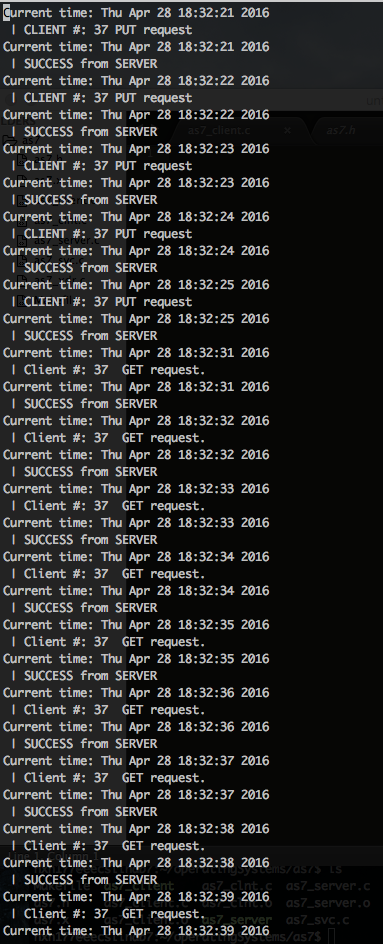 Current time: Thu Apr 28 18:32:21 2016
| CLIENT #: 37 PUT request
Current time: Thu Apr 28 18:32:21 2016
| SUCCESS from SERVER
Current time: Thu Apr 28 18:32:22 2016
| CLIENT #: 37 PUT request
Current time: Thu Apr 28 18:32:22 2016
| SUCCESS from SERVER
Current time: Thu Apr 28 18:32:23 2016
| CLIENT #: 37 PUT request
Current time: Thu Apr 28 18:32:23 2016
| SUCCESS from SERVER
Current time: Thu Apr 28 18:32:24 2016
| CLIENT #: 37 PUT request
Current time: Thu Apr 28 18:32:24 2016
| SUCCESS from SERVER
Current time: Thu Apr 28 18:32:25 2016
| CLIENT #: 37 PUT request
Current time: Thu Apr 28 18:32:25 2016
| SUCCESS from SERVER
Current time: Thu Apr 28 18:32:31 2016
| Client #: 37  GET request.
Current time: Thu Apr 28 18:32:31 2016
| SUCCESS from SERVER
Current time: Thu Apr 28 18:32:32 2016
| Client #: 37  GET request.
Current time: Thu Apr 28 18:32:32 2016
| SUCCESS from SERVER
Current time: Thu Apr 28 18:32:33 2016
| Client #: 37  GET request.
Current time: Thu Apr 28 18:32:33 2016
| SUCCESS from SERVER
Current time: Thu Apr 28 18:32:34 2016
| Client #: 37  GET request.
Current time: Thu Apr 28 18:32:34 2016
| SUCCESS from SERVER
Current time: Thu Apr 28 18:32:35 2016
| Client #: 37  GET request.
Current time: Thu Apr 28 18:32:35 2016
| SUCCESS from SERVER
Current time: Thu Apr 28 18:32:36 2016
| Client #: 37  GET request.
Current time: Thu Apr 28 18:32:36 2016
| SUCCESS from SERVER
Current time: Thu Apr 28 18:32:37 2016
| Client #: 37  GET request.
Current time: Thu Apr 28 18:32:37 2016
| SUCCESS from SERVER
Current time: Thu Apr 28 18:32:38 2016
| Client #: 37  GET request.
Current time: Thu Apr 28 18:32:38 2016
| SUCCESS from SERVER
Current time: Thu Apr 28 18:32:39 2016
| Client #: 37  GET request.
Current time: Thu Apr 28 18:32:39 2016
as7_client.c
as7.h
as7_server.c
as7_clnt.c as7_server.c
as7_server.o
as7_server as7_svc.c